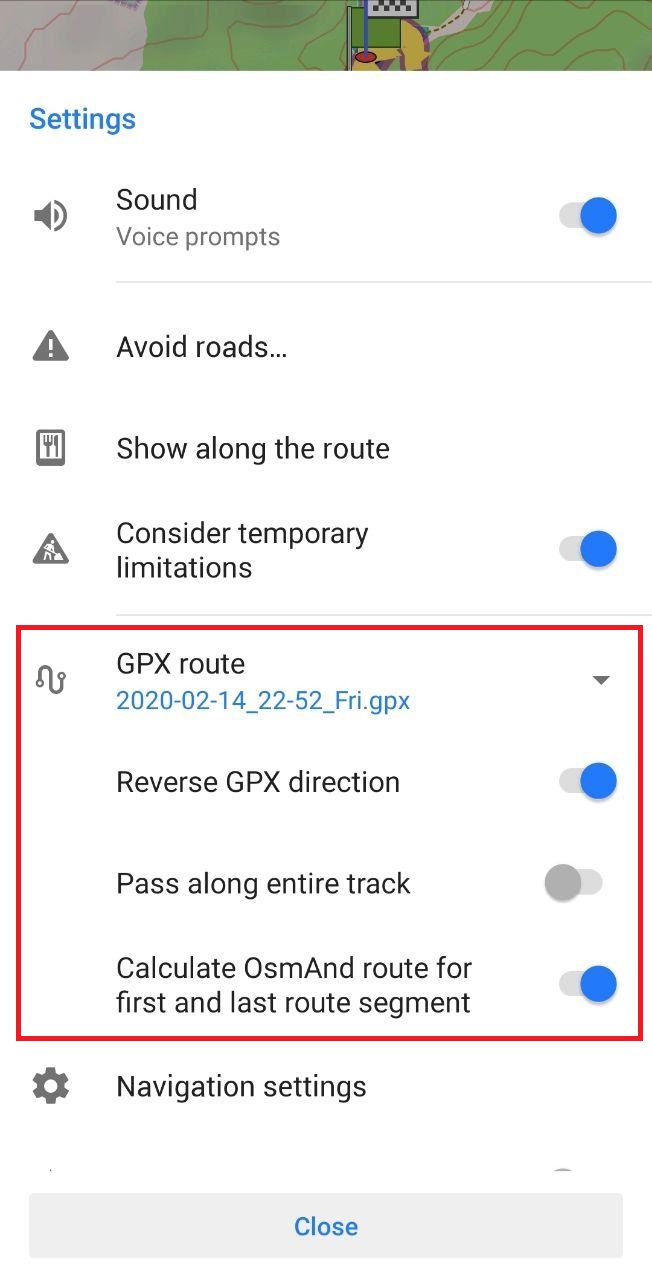 Settings
Sound
Voice prompts
Avoid roads…
Show along the route
Consider temporary
limitations
GPX route
2020-02-14_22-52_Fri.gpx
Reverse GPX direction
Pass along entire track
Calculate OsmAnd route for
first and last route segment
Navigation settings
Close